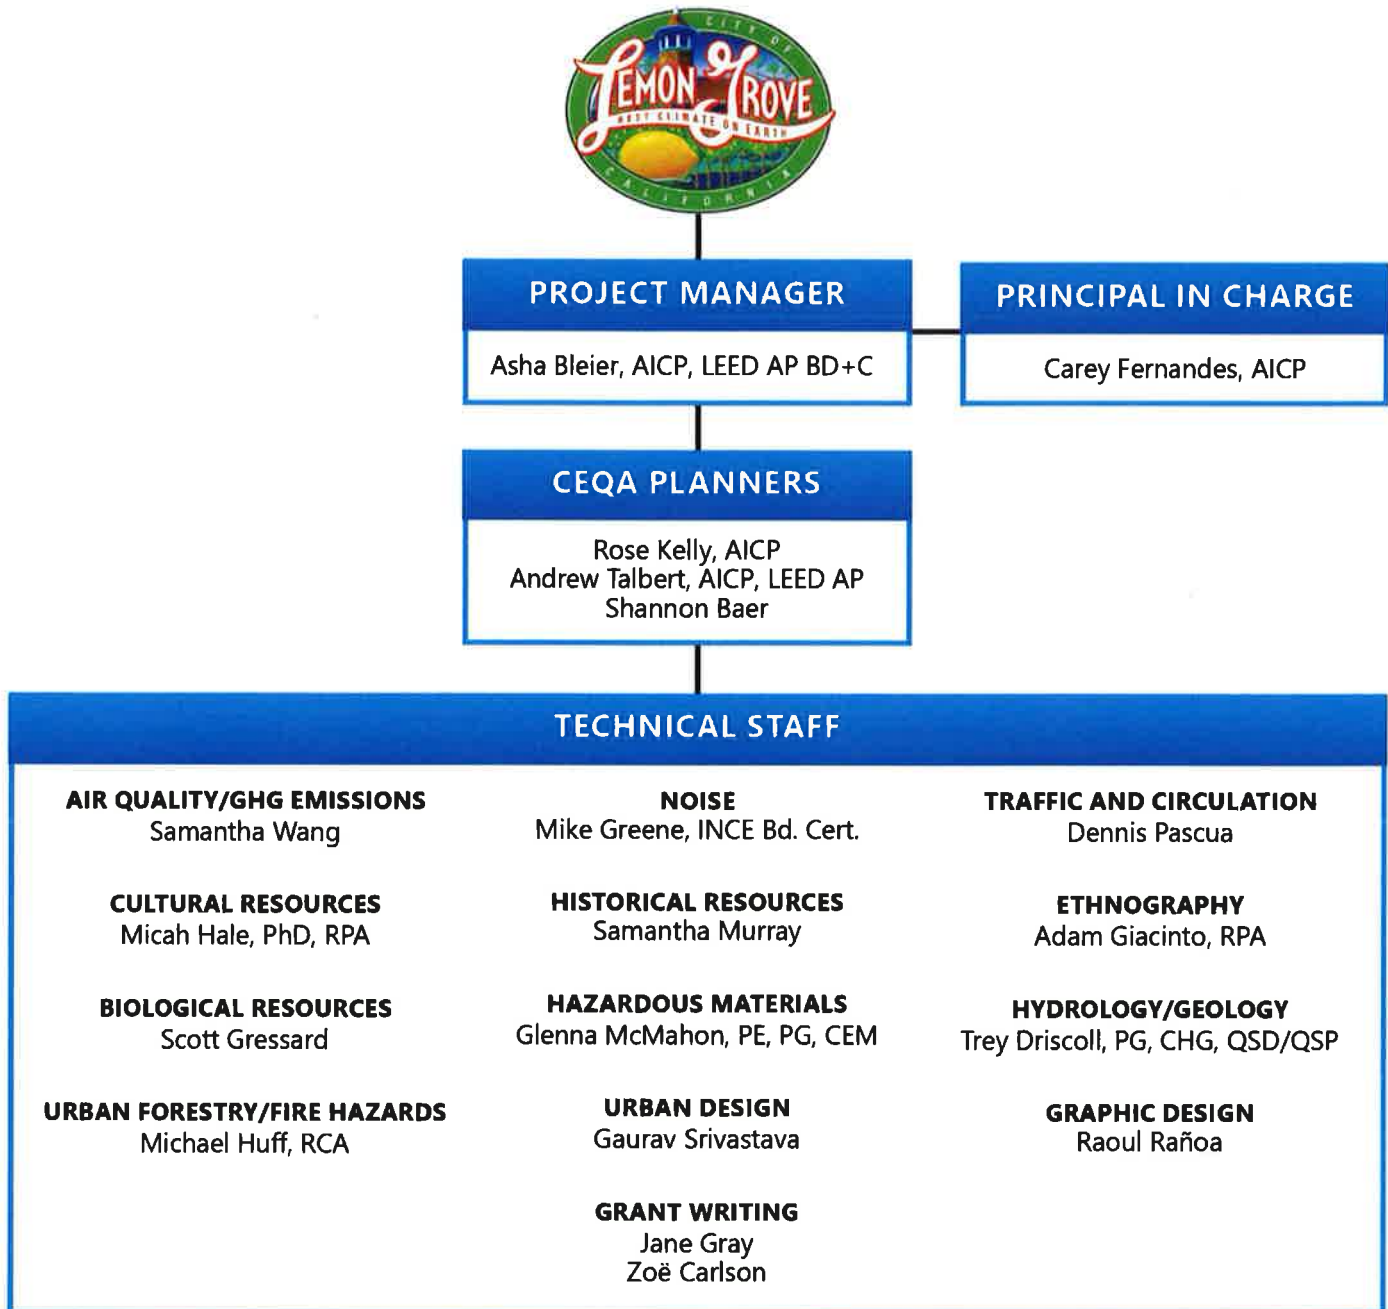 CITY OF
LEMON GROVE
BEST CLIMATE ON EARTH
CALIFORNIA
PROJECT MANAGER
Asha Bleier, AICP, LEED AP BD+C
PRINCIPAL IN CHARGE
Carey Fernandes, AICP
CEQA PLANNERS
Rose Kelly, AICP
Andrew Talbert, AICP, LEED AP
Shannon Baer
TECHNICAL STAFF
AIR QUALITY/GHG EMISSIONS
Samantha Wang
NOISE
Mike Greene, INCE Bd. Cert.
TRAFFIC AND CIRCULATION
Dennis Pascua
CULTURAL RESOURCES
Micah Hale, PhD, RPA
HISTORICAL RESOURCES
Samantha Murray
ETHNOGRAPHY
Adam Giacinto, RPA
BIOLOGICAL RESOURCES
Scott Gressard
HAZARDOUS MATERIALS
Glenna McMahon, PE, PG, CEM
HYDROLOGY/GEOLOGY
Trey Driscoll, PG, CHG, QSD/QSP
URBAN FORESTRY/FIRE HAZARDS
Michael Huff, RCA
URBAN DESIGN
Gaurav Srivastava
GRAPHIC DESIGN
Raoul Rañoa
GRANT WRITING
Jane Gray
Zoë Carlson